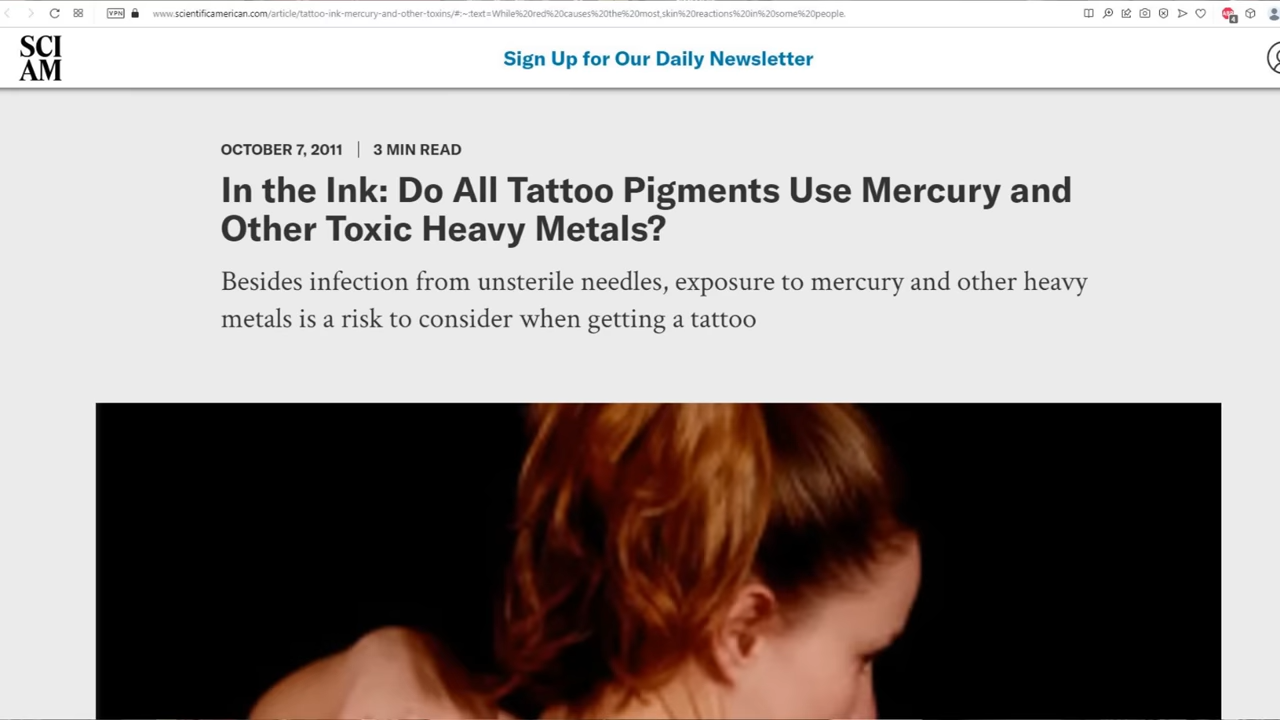 VPN
www.scientificamerican.com/article/tattoo-ink-mercury-and-other-toxins/#:~:text=While%20red%20causes%20the%20most,skin%20reactions%20in%20some%20people.
4
SCI
AM
Sign Up for Our Daily Newsletter
OCTOBER 7, 2011 | 3 MIN READ
In the Ink: Do All Tattoo Pigments Use Mercury and
Other Toxic Heavy Metals?
Besides infection from unsterile needles, exposure to mercury and other heavy
metals is a risk to consider when getting a tattoo